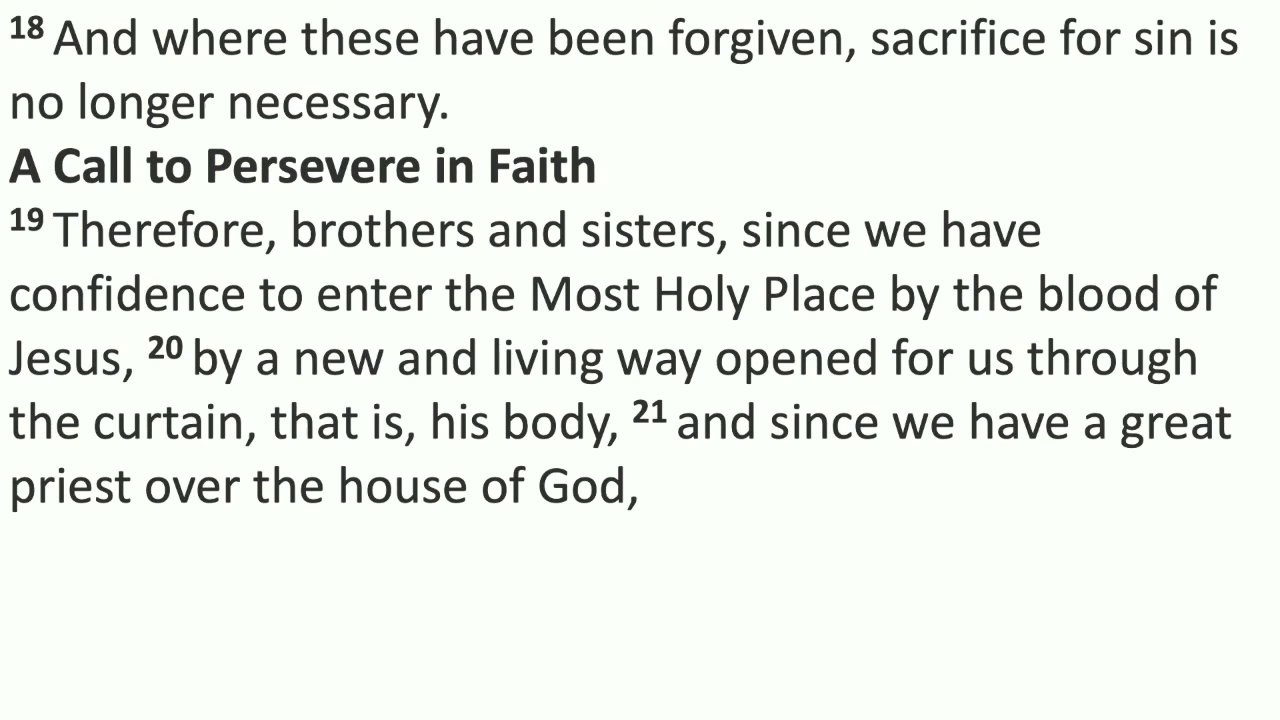 18 And where these have been forgiven, sacrifice for sin is
no longer necessary.
A Call to Persevere in Faith
19 Therefore, brothers and sisters, since we have
confidence to enter the Most Holy Place by the blood of
Jesus, 20 by a new and living way opened for us through
the curtain, that is, his body, 21 and since we have a great
priest over the house of God,